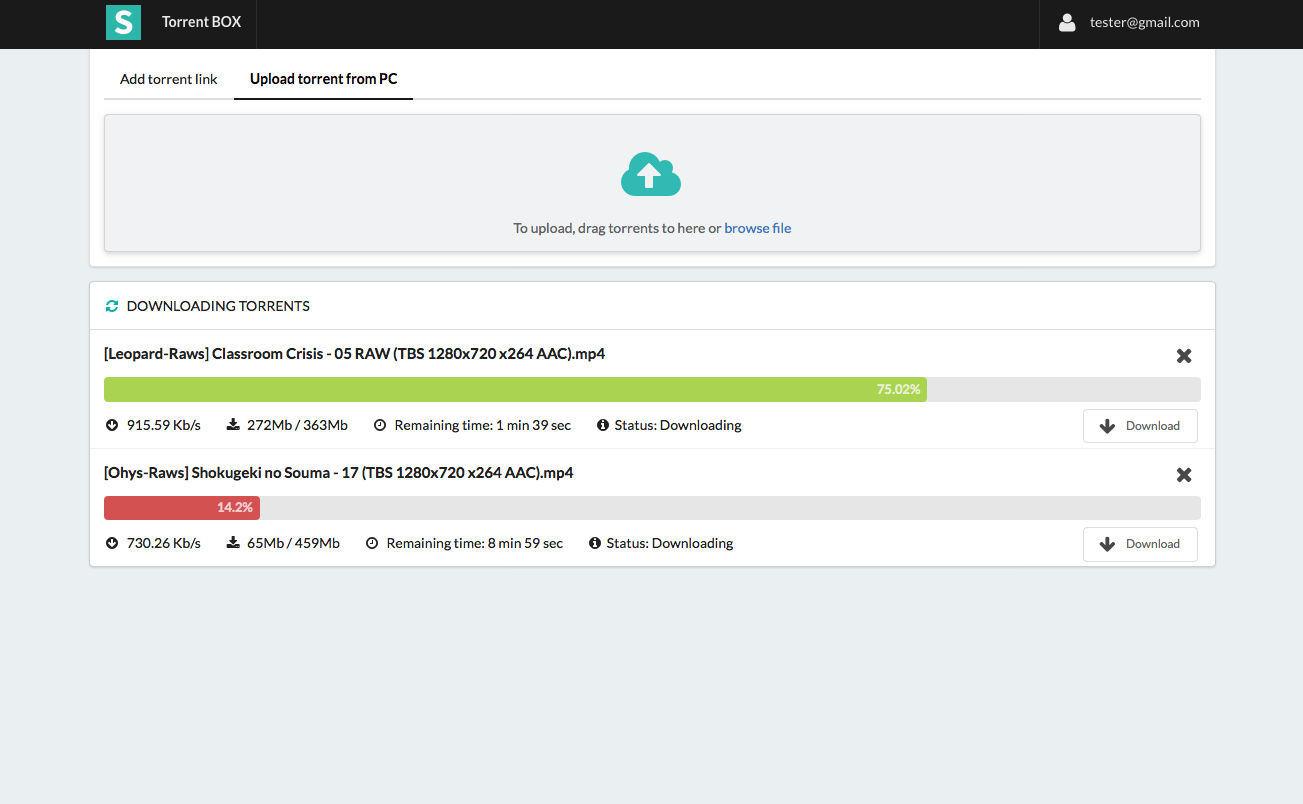 S Torrent BOX tester@gmail.com
Add torrent link Upload torrent from PC
To upload, drag torrents to here or browse file
DOWNLOADING TORRENTS
[Leopard-Raws] Classroom Crisis - 05 RAW (TBS 1280x720 x264 AAC).mp4
75.02%
915.59 Kb/s 272Mb / 363Mb Remaining time: 1 min 39 sec Status: Downloading Download
[Ohys-Raws] Shokugeki no Souma - 17 (TBS 1280x720 x264 AAC).mp4
14.2%
730.26 Kb/s 65Mb / 459Mb Remaining time: 8 min 59 sec Status: Downloading Download